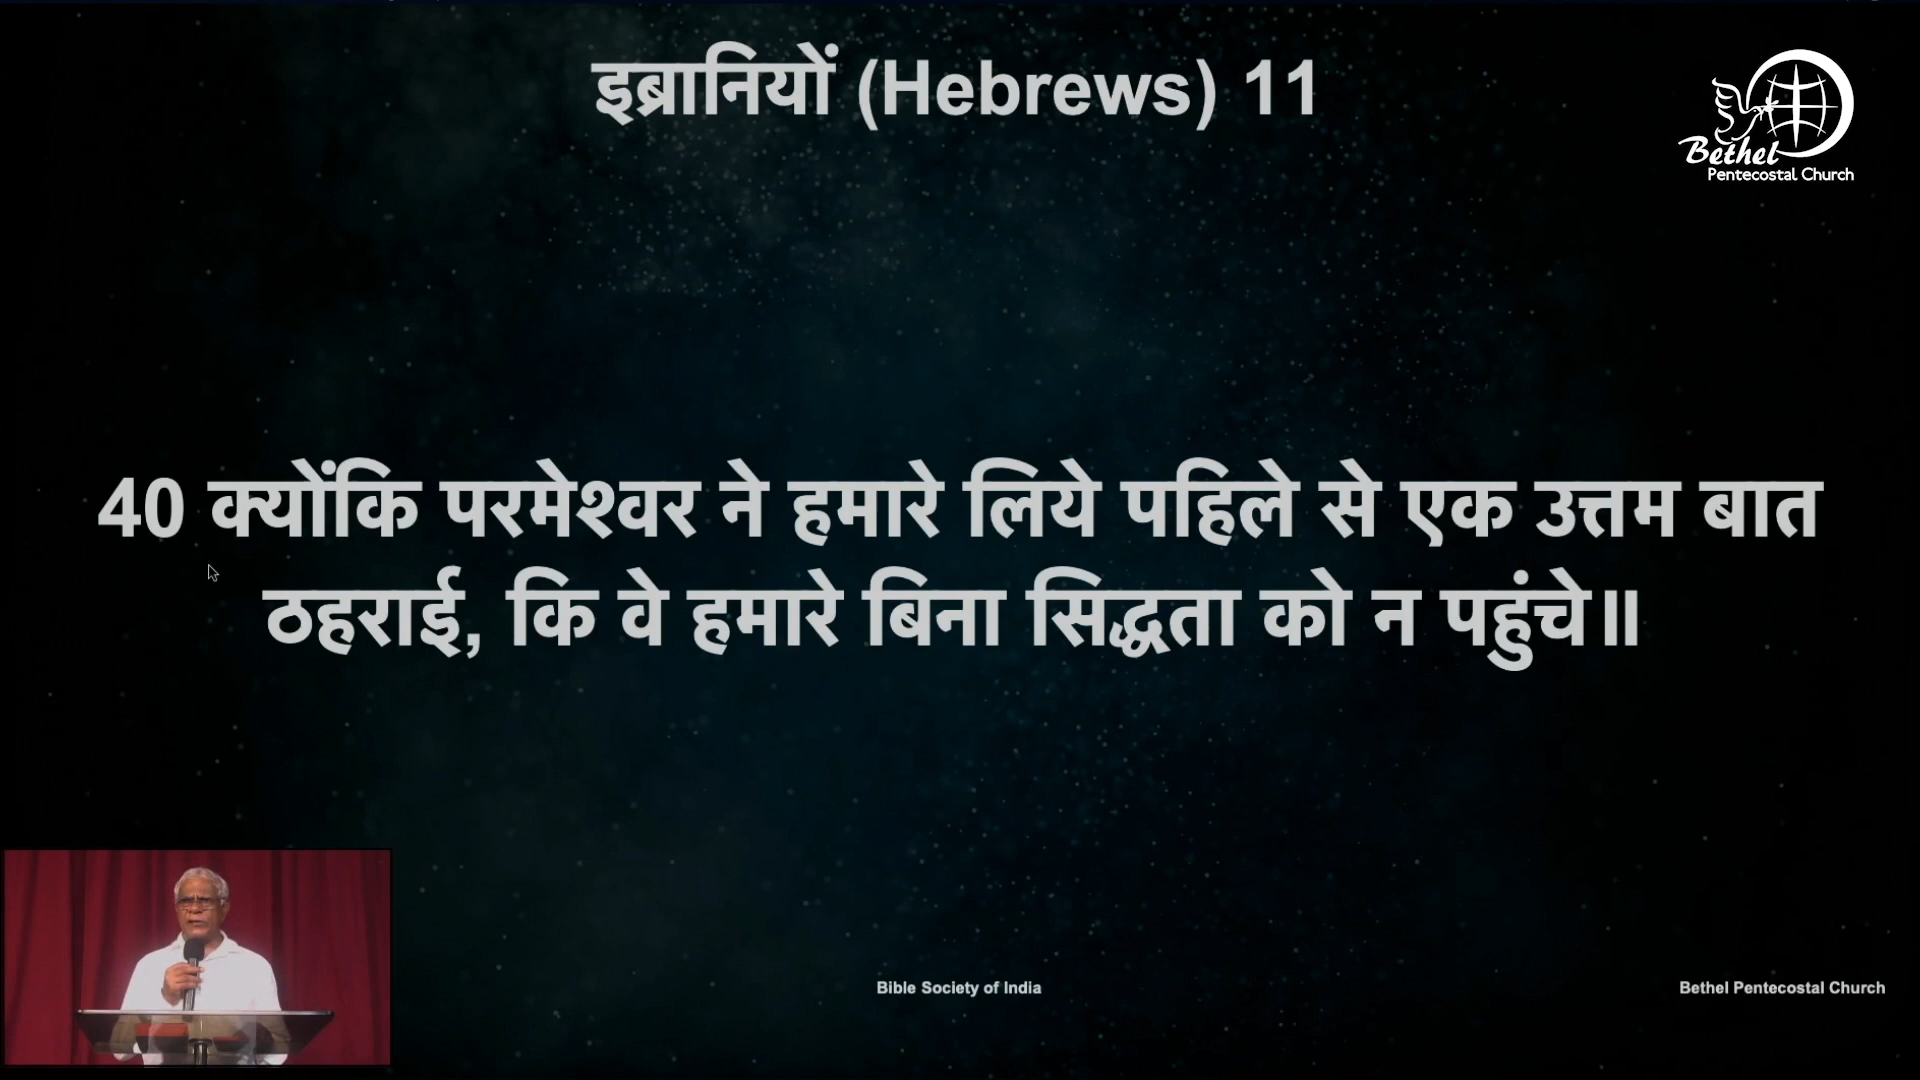 इब्रानियों (Hebrews) 11
Bethel
Pentecostal Church
40 क्योंकि परमेश्वर ने हमारे लिये पहिले से एक उत्तम बात
ठहराई, कि वे हमारे बिना सिद्धता को न पहुंचे॥
Bible Society of India
Bethel Pentecostal Church